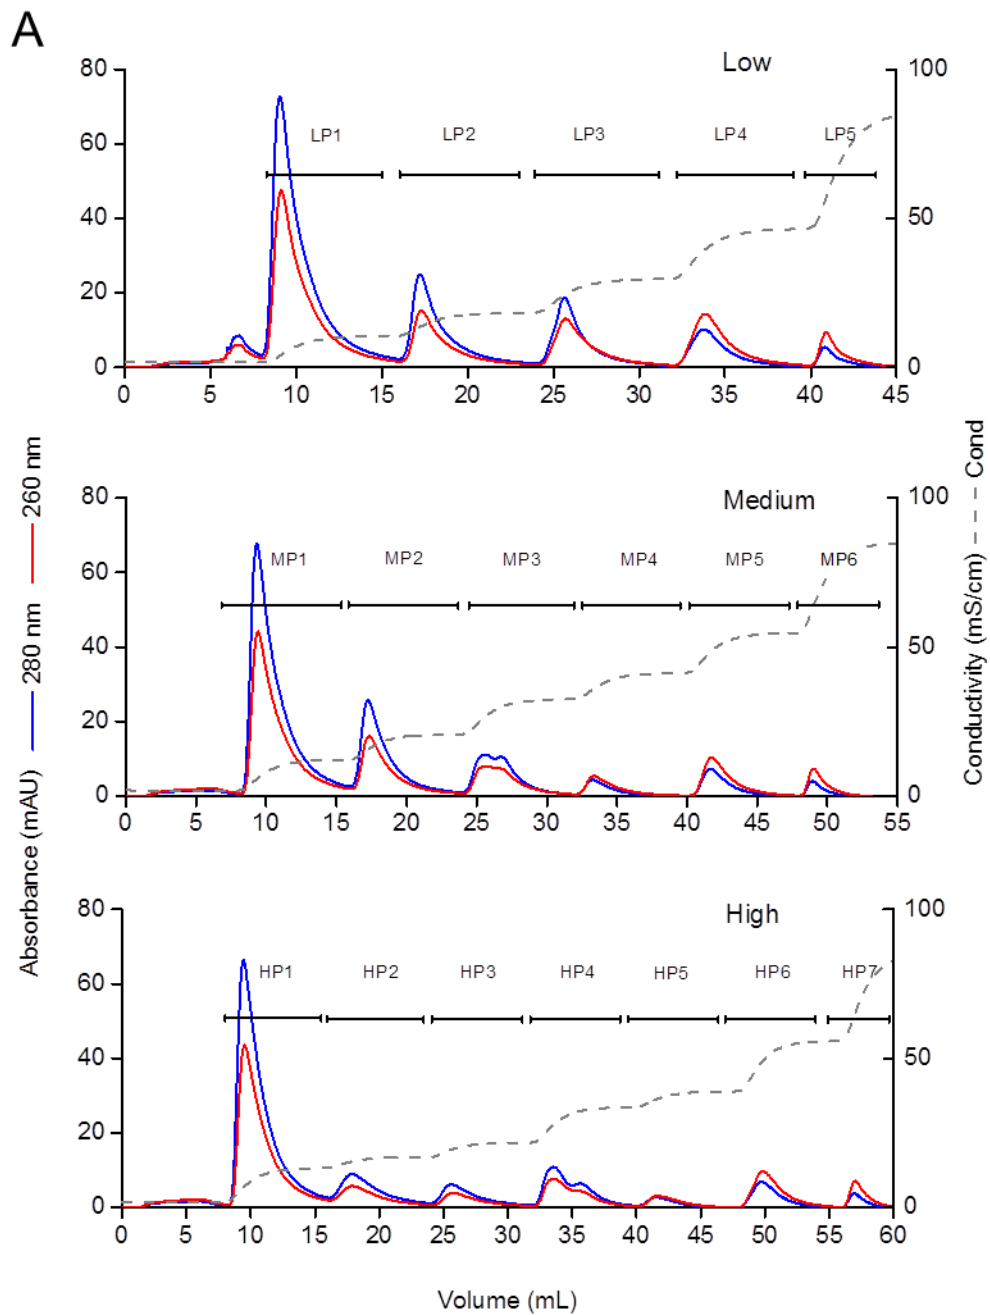 A
Low
80
60
40
20
0
100
50
0
LP1 LP2 LP3 LP4 LP5
0 5 10 15 20 25 30 35 40 45
Medium
80
60
40
20
0
100
50
0
MP1 MP2 MP3 MP4 MP5 MP6
0 5 10 15 20 25 30 35 40 45 50 55
High
80
60
40
20
0
100
50
0
HP1 HP2 HP3 HP4 HP5 HP6 HP7
0 5 10 15 20 25 30 35 40 45 50 55 60
Absorbance (mAU) 280 nm 260 nm
Conductivity (mS/cm) Cond
Volume (mL)